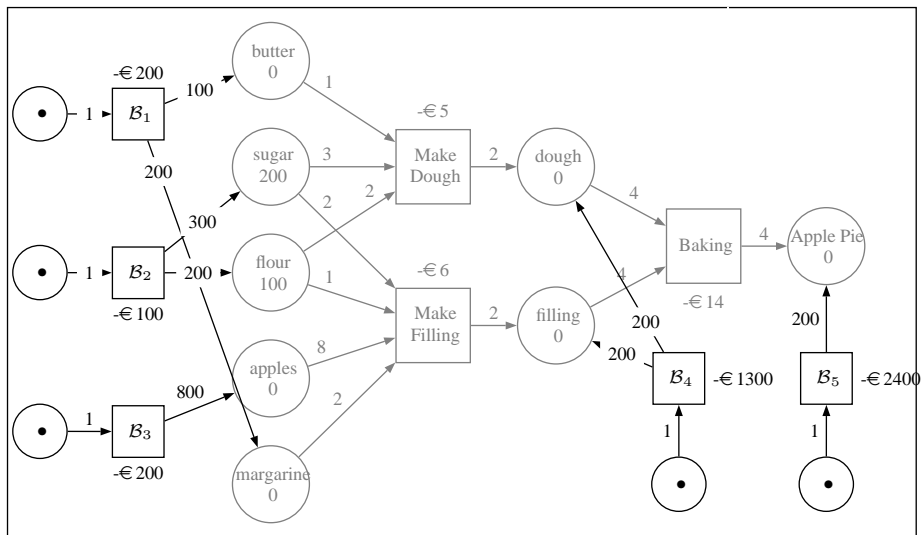 butter
0
-€ 200
1
B₁
100
1
-€ 5
200
sugar
200
3
Make
Dough
2
dough
0
2
2
4
300
1
B₂
200
flour
100
1
-€ 6
4
Baking
4
Apple Pie
0
-€ 100
Make
Filling
2
filling
0
-€ 14
200
200
200
8
apples
0
800
2
B₄
-€ 1300
B₅
-€ 2400
1
B₃
1
1
-€ 200
margarine
0